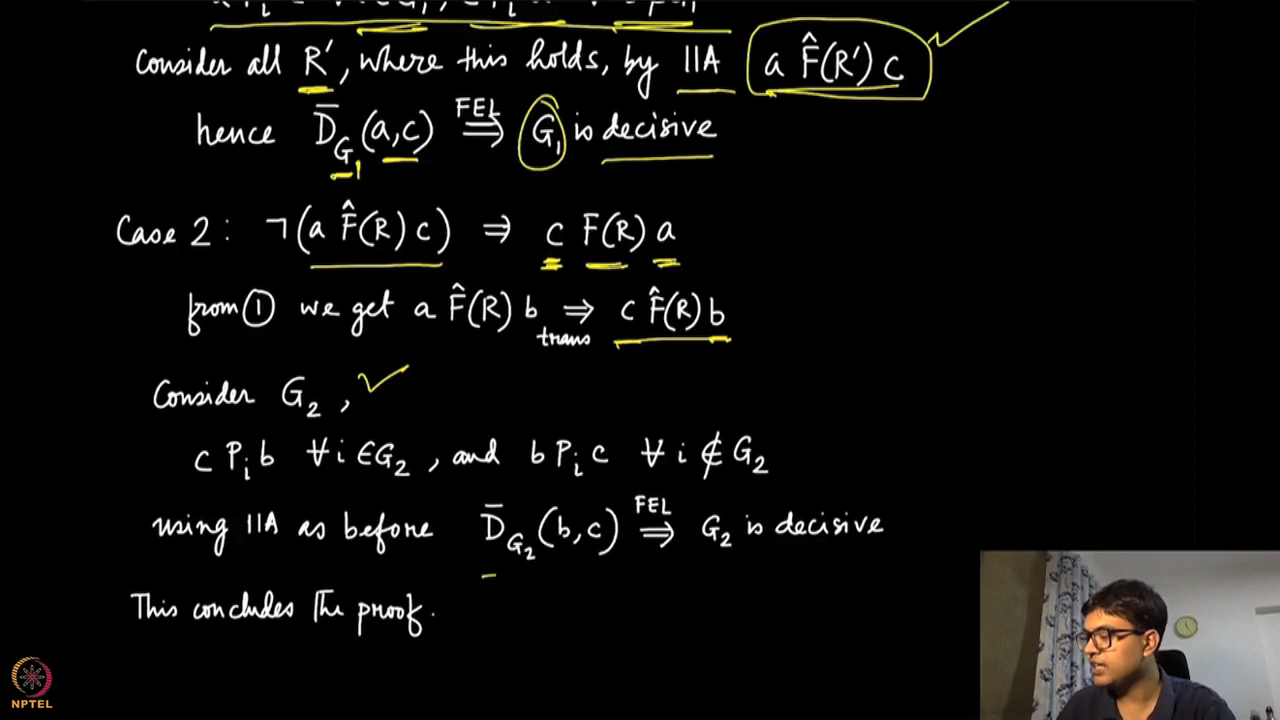 Consider all R', where this holds, by IIA a F̂(R') c
hence D̄_G₁ (a,c) FEL ⟹ G₁ is decisive
Case 2: ¬(a F̂(R) c) ⇒ c F(R) a
from ① we get a F̂(R) b ⇒ trans c F̂(R) b
Consider G₂,
c Pᵢ b ∀ i ∈ G₂, and b Pᵢ c ∀ i ∉ G₂
using IIA as before D̄_G₂ (b,c) FEL ⟹ G₂ is decisive
This concludes the proof.
NPTEL